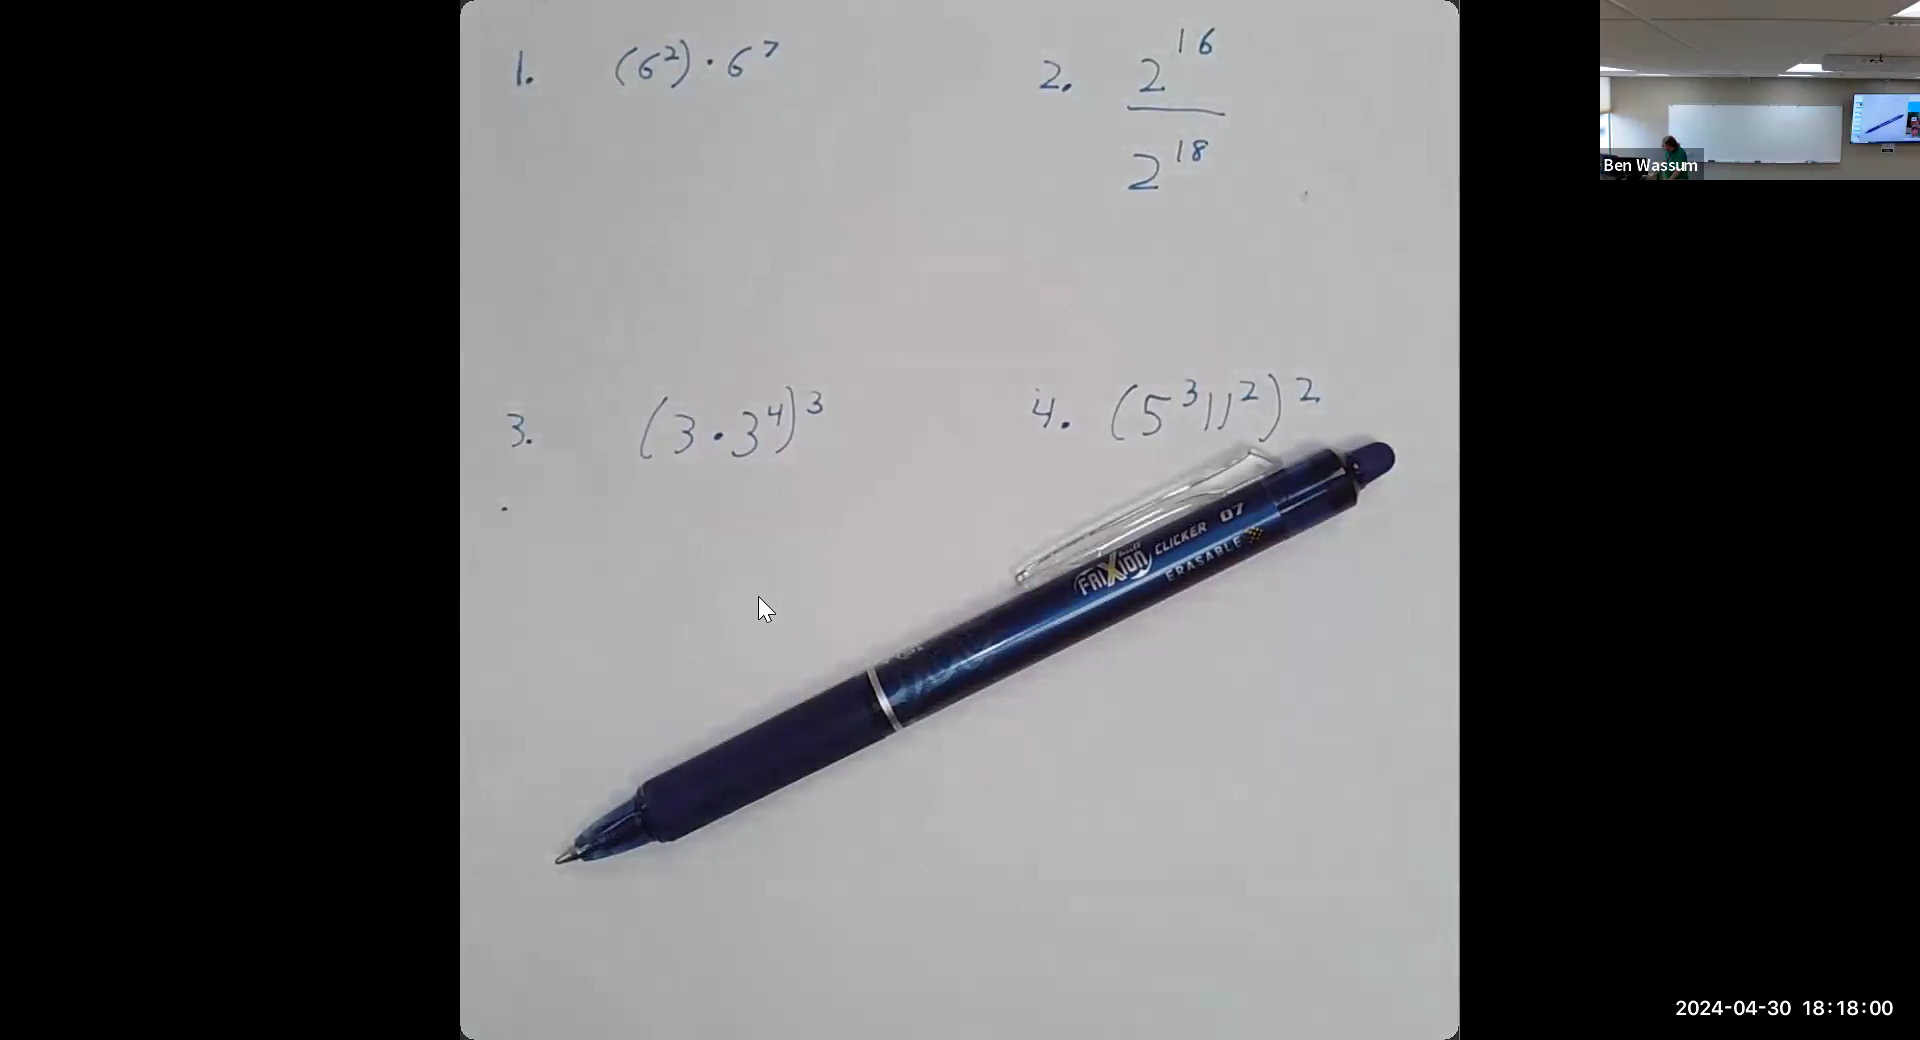 1. (6²) · 6⁷
2. 2¹⁶ / 2¹⁸
3. (3 · 3⁴)³
4. (5³11²)²
FRIXION CLICKER 07
ERASABLE
Ben Wassum
2024-04-30 18:18:00